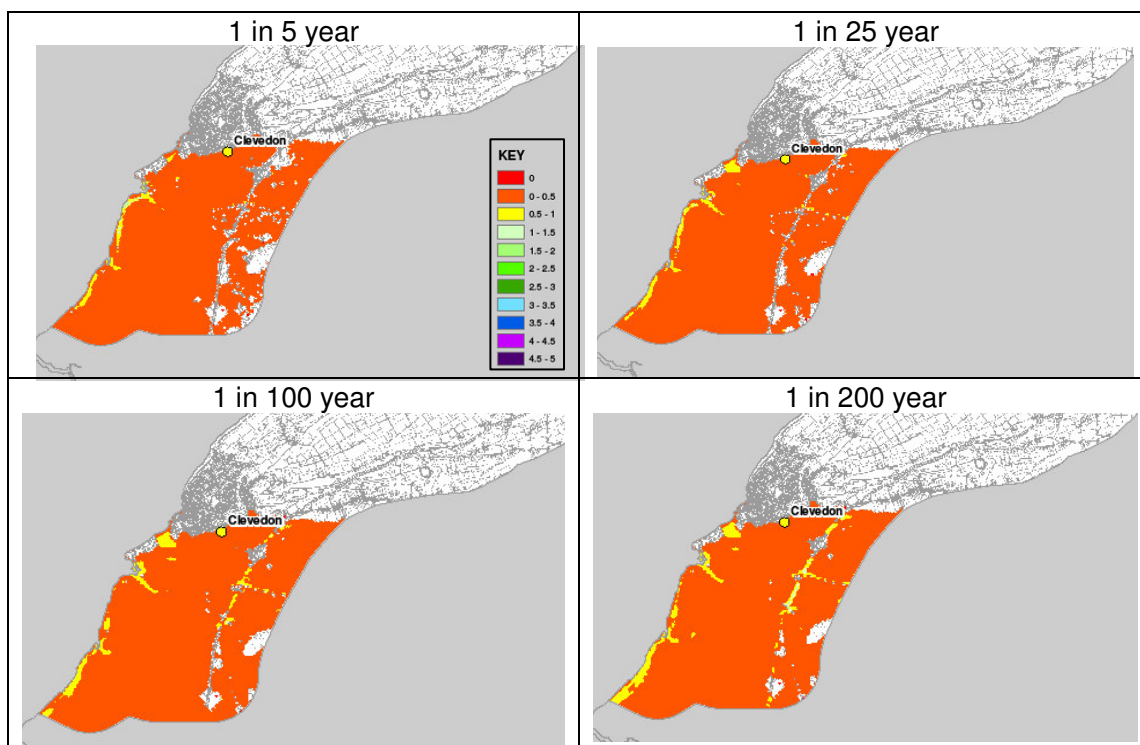 1 in 5 year
1 in 25 year
Clevedon
KEY
0
0 - 0.5
0.5 - 1
1 - 1.5
1.5 - 2
2 - 2.5
2.5 - 3
3 - 3.5
3.5 - 4
4 - 4.5
4.5 - 5
Clevedon
1 in 100 year
1 in 200 year
Clevedon
Clevedon